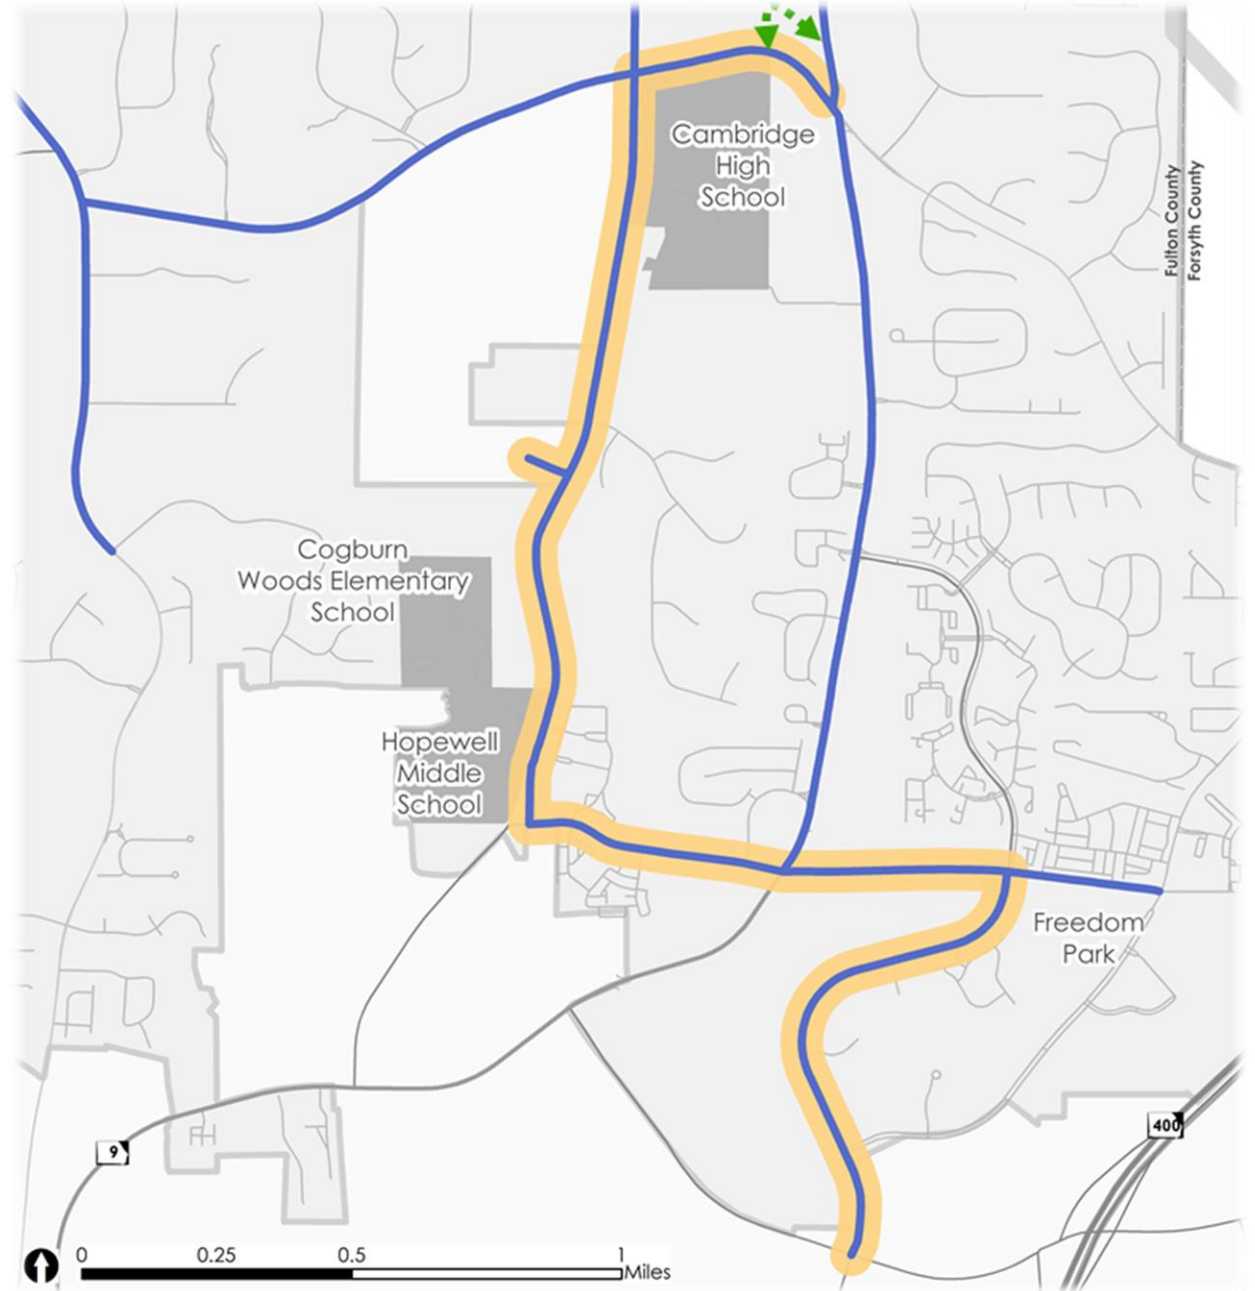 Cambridge
High
School
Fulton County
Forsyth County
Cogburn
Woods Elementary
School
Hopewell
Middle
School
Freedom
Park
400
9
0 0.25 0.5 1
Miles